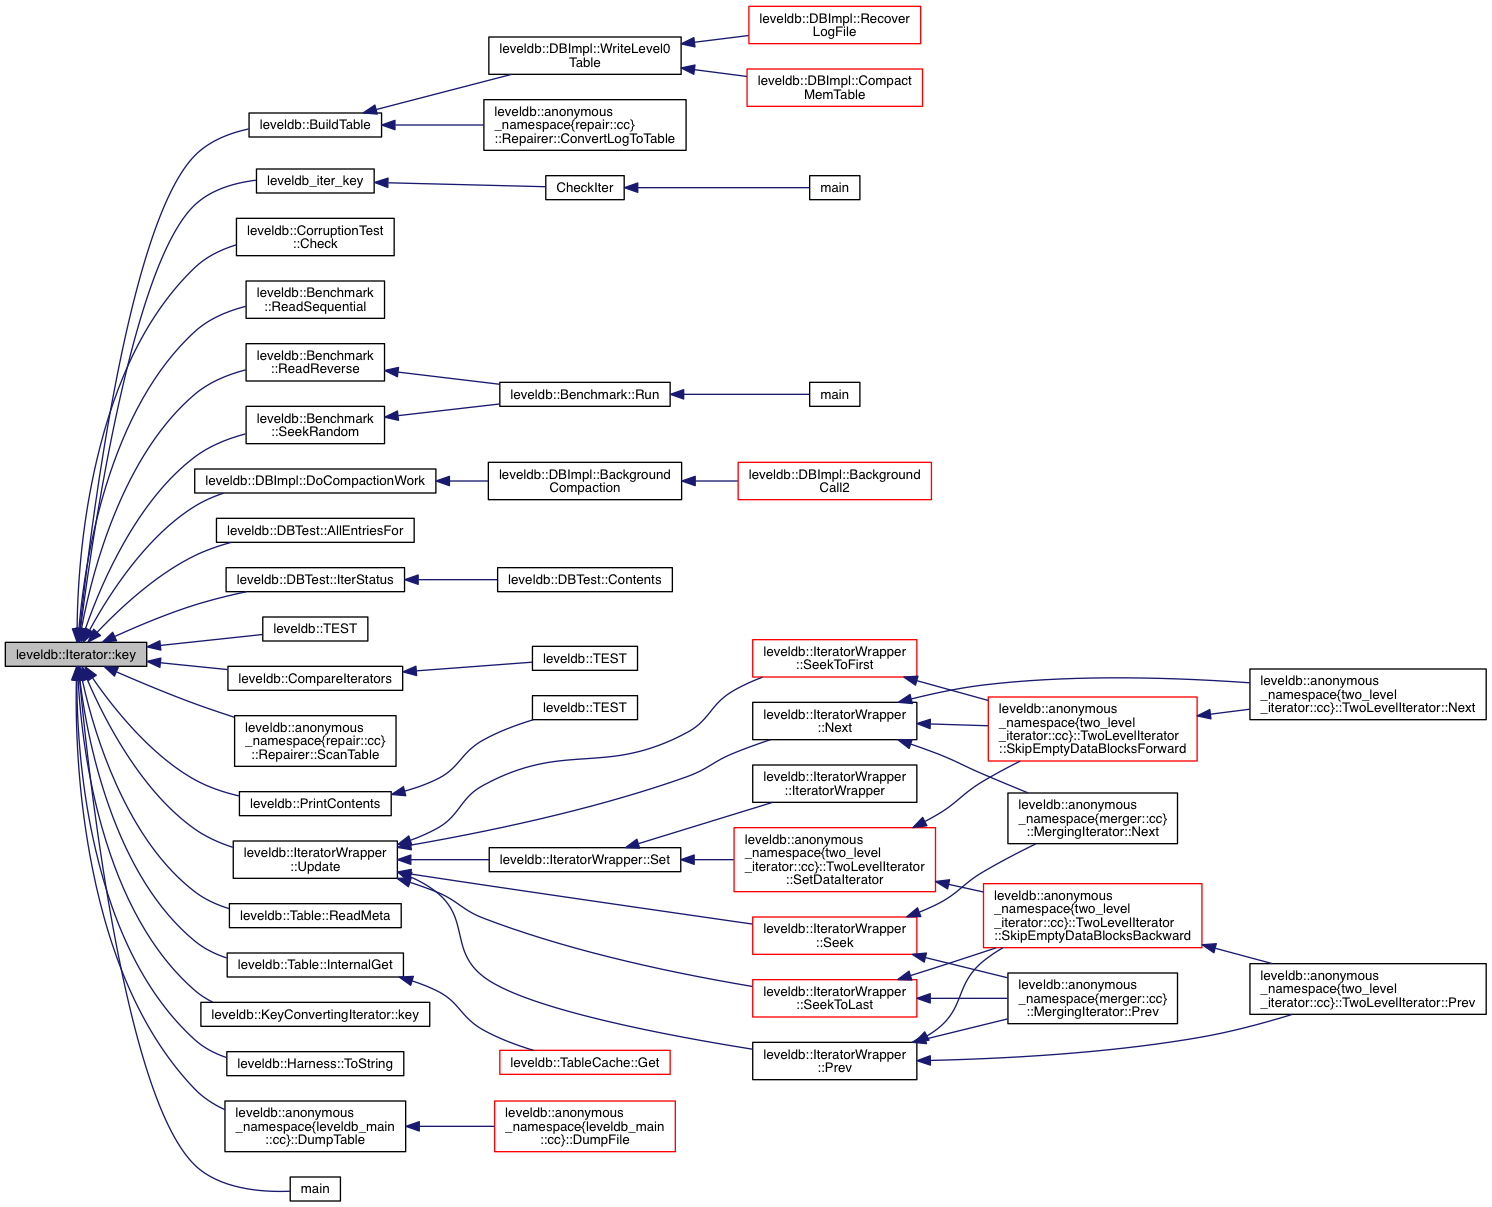 leveldb::DBImpl::Recover
LogFile
leveldb::DBImpl::WriteLevel0
Table
leveldb::DBImpl::Compact
MemTable
leveldb::BuildTable
leveldb::anonymous
_namespace{repair::cc}
::Repairer::ConvertLogToTable
leveldb_iter_key
CheckIter
main
leveldb::CorruptionTest
::Check
leveldb::Benchmark
::ReadSequential
leveldb::Benchmark
::ReadReverse
leveldb::Benchmark::Run
main
leveldb::Benchmark
::SeekRandom
leveldb::DBImpl::DoCompactionWork
leveldb::DBImpl::Background
Compaction
leveldb::DBImpl::Background
Call2
leveldb::DBTest::AllEntriesFor
leveldb::DBTest::IterStatus
leveldb::DBTest::Contents
leveldb::TEST
leveldb::Iterator::key
leveldb::CompareIterators
leveldb::TEST
leveldb::anonymous
_namespace{repair::cc}
::Repairer::ScanTable
leveldb::TEST
leveldb::PrintContents
leveldb::IteratorWrapper
::SeekToFirst
leveldb::IteratorWrapper
::Next
leveldb::anonymous
_namespace{two_level
_iterator::cc}::TwoLevelIterator
::SkipEmptyDataBlocksForward
leveldb::anonymous
_namespace{two_level
_iterator::cc}::TwoLevelIterator::Next
leveldb::IteratorWrapper
::IteratorWrapper
leveldb::anonymous
_namespace{merger::cc}
::MergingIterator::Next
leveldb::IteratorWrapper
::Update
leveldb::IteratorWrapper::Set
leveldb::anonymous
_namespace{two_level
_iterator::cc}::TwoLevelIterator
::SetDataIterator
leveldb::Table::ReadMeta
leveldb::IteratorWrapper
::Seek
leveldb::anonymous
_namespace{two_level
_iterator::cc}::TwoLevelIterator
::SkipEmptyDataBlocksBackward
leveldb::Table::InternalGet
leveldb::IteratorWrapper
::SeekToLast
leveldb::anonymous
_namespace{merger::cc}
::MergingIterator::Prev
leveldb::anonymous
_namespace{two_level
_iterator::cc}::TwoLevelIterator::Prev
leveldb::KeyConvertingIterator::key
leveldb::IteratorWrapper
::Prev
leveldb::Harness::ToString
leveldb::TableCache::Get
leveldb::anonymous
_namespace{leveldb_main
::cc}::DumpTable
leveldb::anonymous
_namespace{leveldb_main
::cc}::DumpFile
main